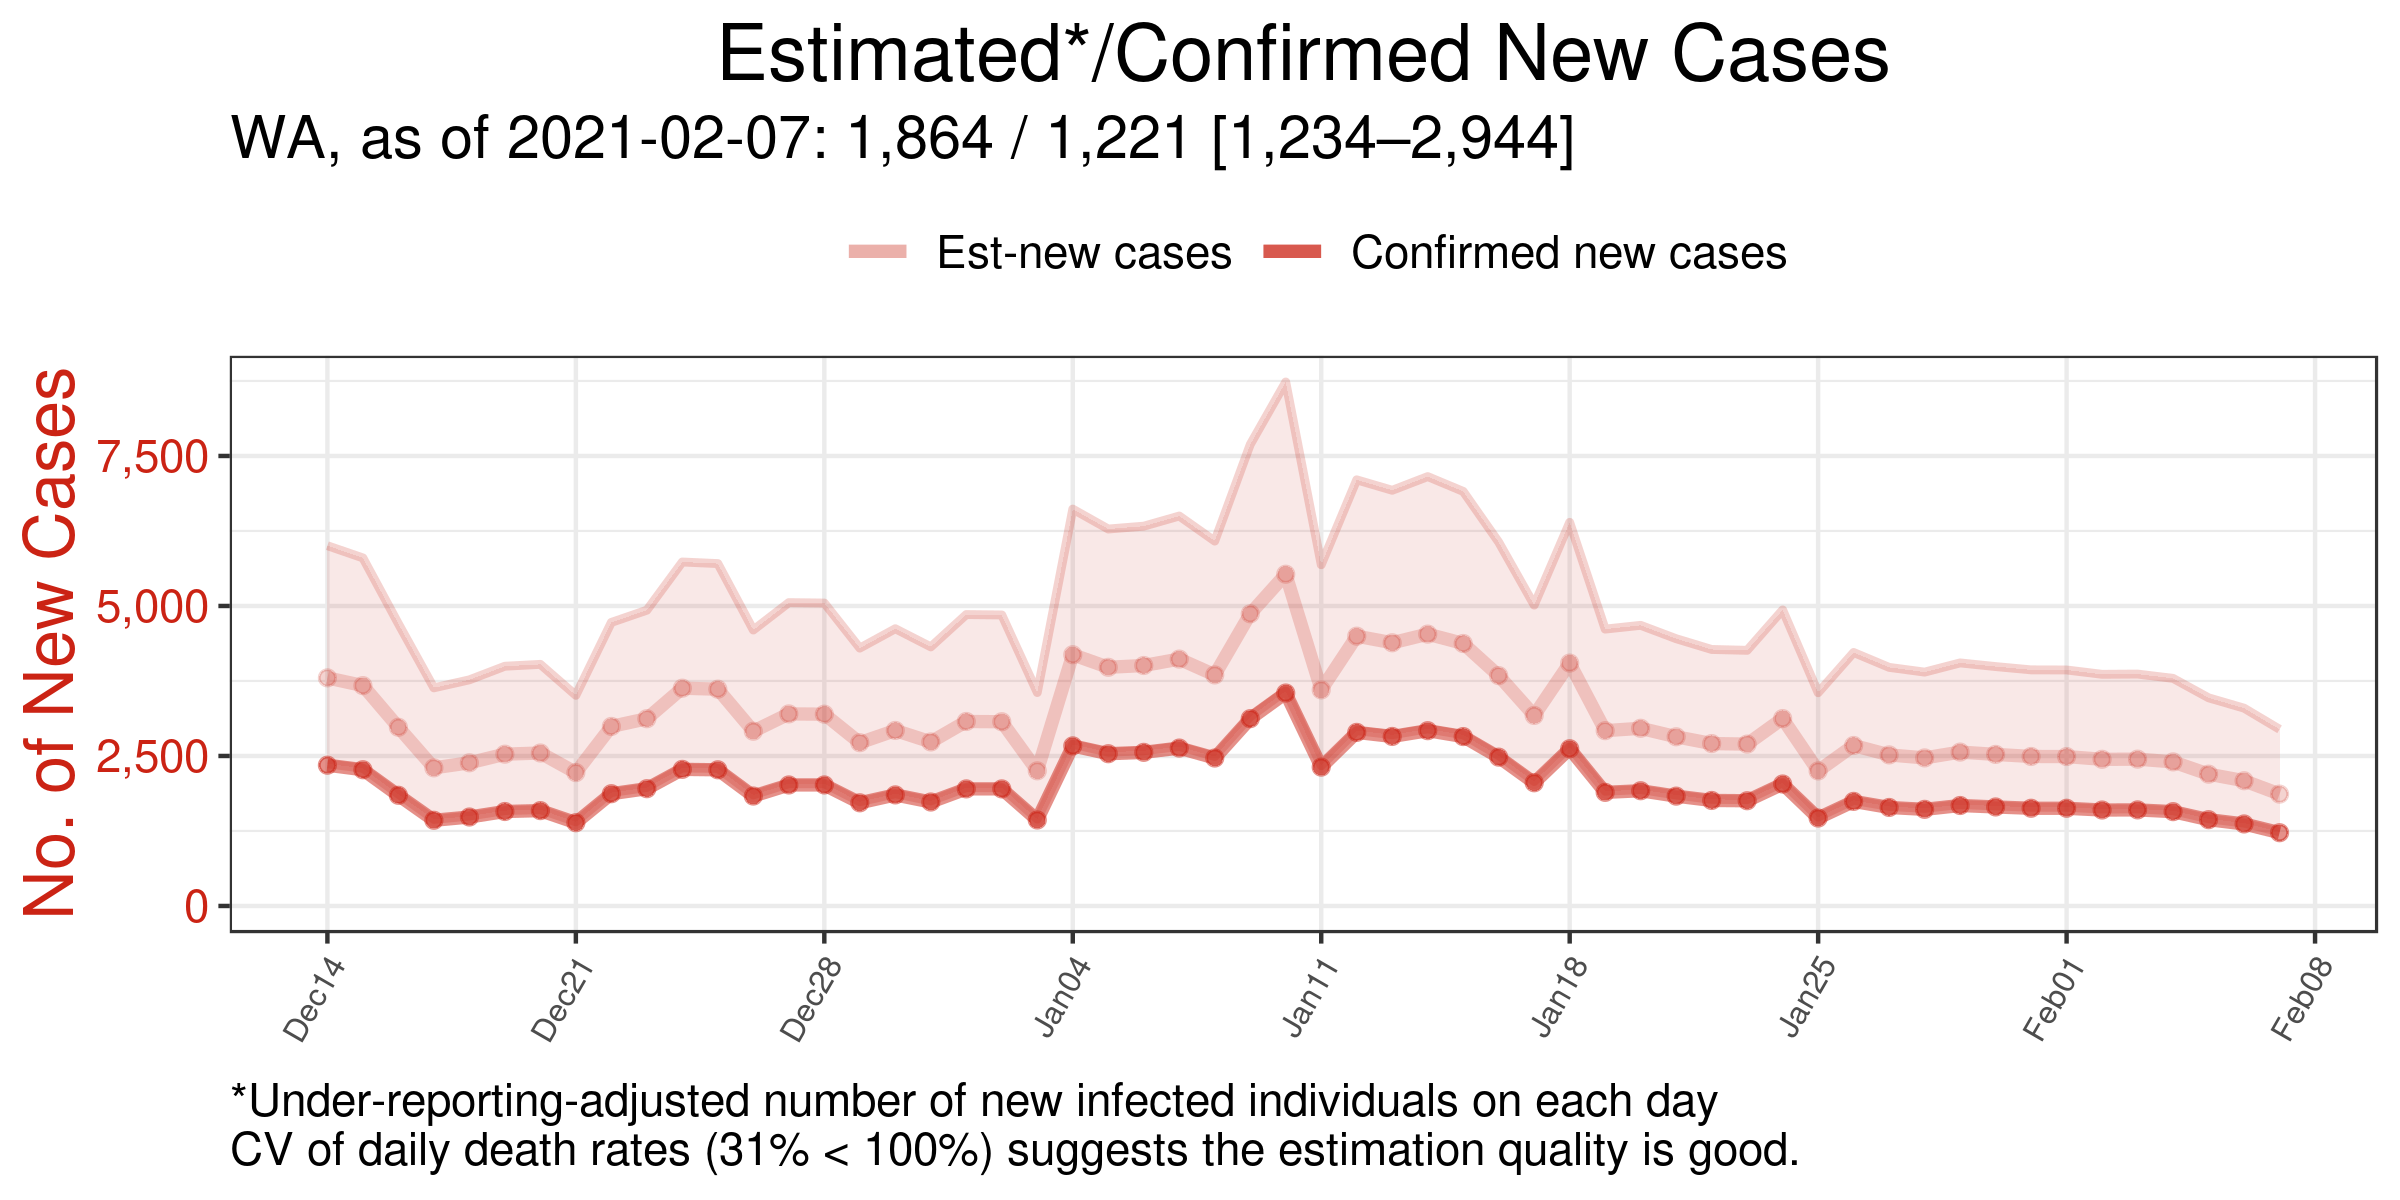 Estimated*/Confirmed New Cases
WA, as of 2021-02-07: 1,864 / 1,221 [1,234–2,944]
Est-new cases
Confirmed new cases
No. of New Cases
7,500
5,000
2,500
0
Dec14
Dec21
Dec28
Jan04
Jan11
Jan18
Jan25
Feb01
Feb08
*Under-reporting-adjusted number of new infected individuals on each day
CV of daily death rates (31% < 100%) suggests the estimation quality is good.